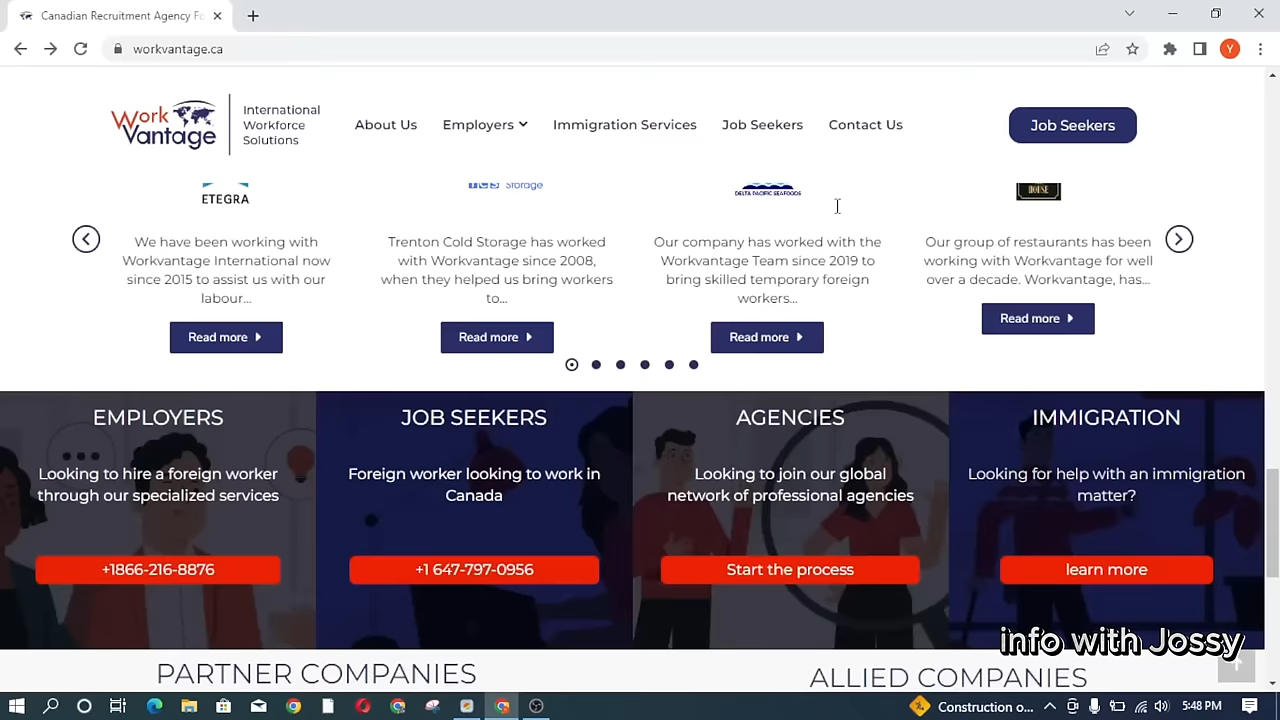 Canadian Recruitment Agency Fo
workvantage.ca
Y
Work
Vantage
International
Workforce
Solutions
About Us
Employers
Immigration Services
Job Seekers
Contact Us
Job Seekers
ETEGRA
Storage
DELTA PACIFIC SEAFOODS
HOUSE
We have been working with
Workvantage International now
since 2015 to assist us with our
labour...
Read more
Trenton Cold Storage has worked
with Workvantage since 2008,
when they helped us bring workers
to...
Read more
Our company has worked with the
Workvantage Team since 2019 to
bring skilled temporary foreign
workers...
Read more
Our group of restaurants has been
working with Workvantage for well
over a decade. Workvantage, has...
Read more
EMPLOYERS
Looking to hire a foreign worker
through our specialized services
+1866-216-8876
JOB SEEKERS
Foreign worker looking to work in
Canada
+1 647-797-0956
AGENCIES
Looking to join our global
network of professional agencies
Start the process
IMMIGRATION
Looking for help with an immigration
matter?
learn more
info with Jossy
PARTNER COMPANIES
ALLIED COMPANIES
Construction o...
5:48 PM